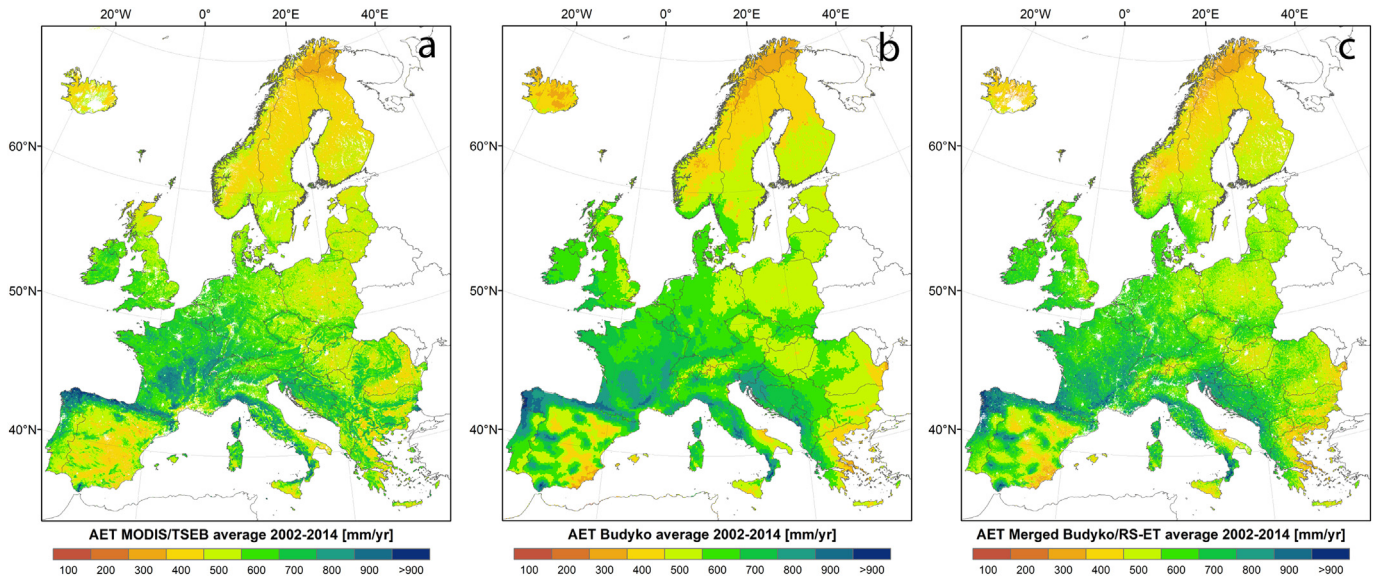 20°W 0° 20°E 40°E
20°W 0° 20°E 40°E
20°W 0° 20°E 40°E
a
b
c
60°N
50°N
40°N
60°N
50°N
40°N
60°N
50°N
40°N
AET MODIS/TSEB average 2002-2014 [mm/yr]
100 200 300 400 500 600 700 800 900 >900
AET Budyko average 2002-2014 [mm/yr]
100 200 300 400 500 600 700 800 900 >900
AET Merged Budyko/RS-ET average 2002-2014 [mm/yr]
100 200 300 400 500 600 700 800 900 >900